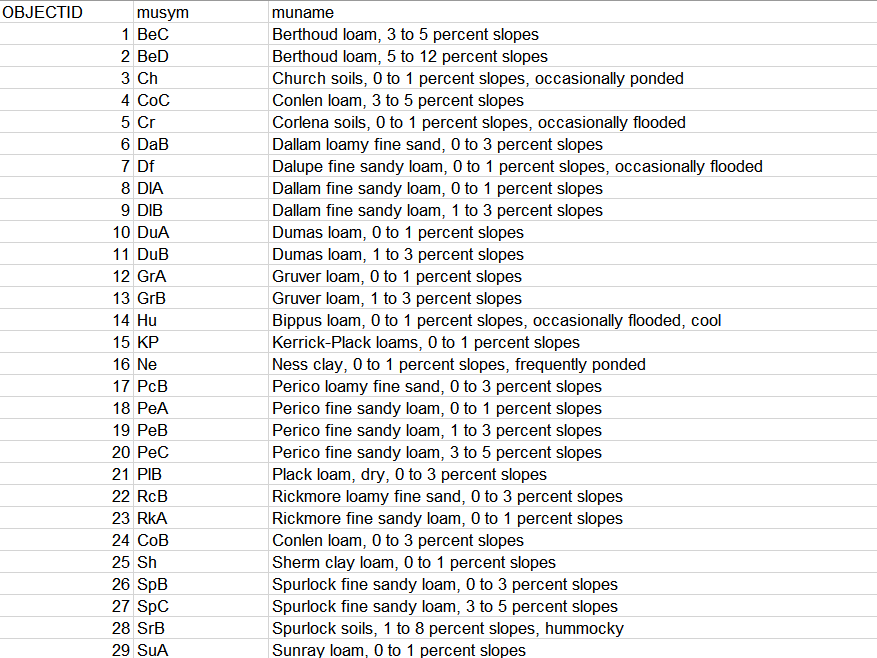 OBJECTID musym muname
1 BeC Berthoud loam, 3 to 5 percent slopes
2 BeD Berthoud loam, 5 to 12 percent slopes
3 Ch Church soils, 0 to 1 percent slopes, occasionally ponded
4 CoC Conlen loam, 3 to 5 percent slopes
5 Cr Corlena soils, 0 to 1 percent slopes, occasionally flooded
6 DaB Dallam loamy fine sand, 0 to 3 percent slopes
7 Df Dalupe fine sandy loam, 0 to 1 percent slopes, occasionally flooded
8 DlA Dallam fine sandy loam, 0 to 1 percent slopes
9 DlB Dallam fine sandy loam, 1 to 3 percent slopes
10 DuA Dumas loam, 0 to 1 percent slopes
11 DuB Dumas loam, 1 to 3 percent slopes
12 GrA Gruver loam, 0 to 1 percent slopes
13 GrB Gruver loam, 1 to 3 percent slopes
14 Hu Bippus loam, 0 to 1 percent slopes, occasionally flooded, cool
15 KP Kerrick-Plack loams, 0 to 1 percent slopes
16 Ne Ness clay, 0 to 1 percent slopes, frequently ponded
17 PcB Perico loamy fine sand, 0 to 3 percent slopes
18 PeA Perico fine sandy loam, 0 to 1 percent slopes
19 PeB Perico fine sandy loam, 1 to 3 percent slopes
20 PeC Perico fine sandy loam, 3 to 5 percent slopes
21 PlB Plack loam, dry, 0 to 3 percent slopes
22 RcB Rickmore loamy fine sand, 0 to 3 percent slopes
23 RkA Rickmore fine sandy loam, 0 to 1 percent slopes
24 CoB Conlen loam, 0 to 3 percent slopes
25 Sh Sherm clay loam, 0 to 1 percent slopes
26 SpB Spurlock fine sandy loam, 0 to 3 percent slopes
27 SpC Spurlock fine sandy loam, 3 to 5 percent slopes
28 SrB Spurlock soils, 1 to 8 percent slopes, hummocky
29 SuA Sunray loam, 0 to 1 percent slopes